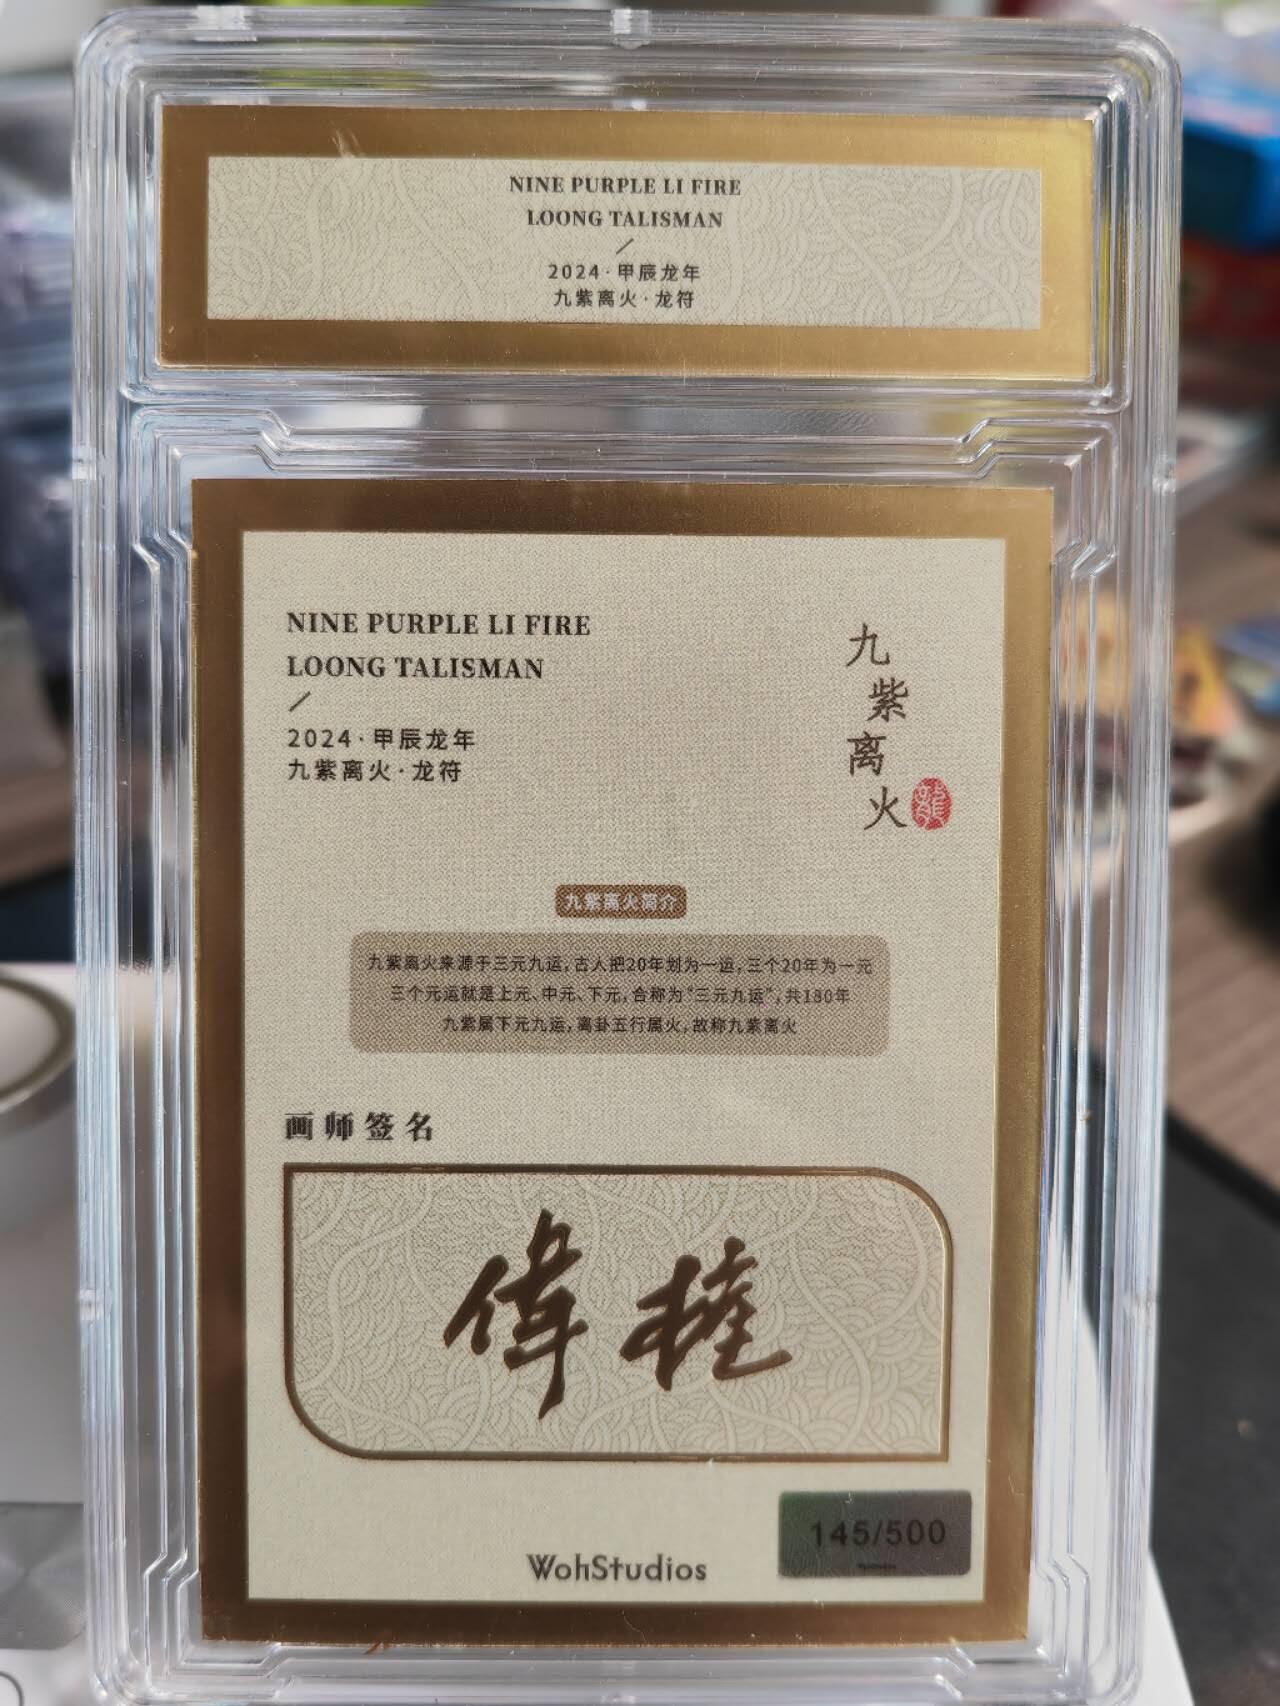 NINE PURPLE LI FIRE
LOONG TALISMAN
/
2024·甲辰龙年
九紫离火·龙符
NINE PURPLE LI FIRE
LOONG TALISMAN
/
2024·甲辰龙年
九紫离火·龙符
九紫离火
龍
九紫离火简介
九紫离火来源于三元九运,古人把20年划为一运,三个20年为一元
三个元运就是上元、中元、下元,合称为"三元九运",共180年
九紫属下元九运,离卦五行属火,故称九紫离火
画师签名
偉
145/500
WohStudios